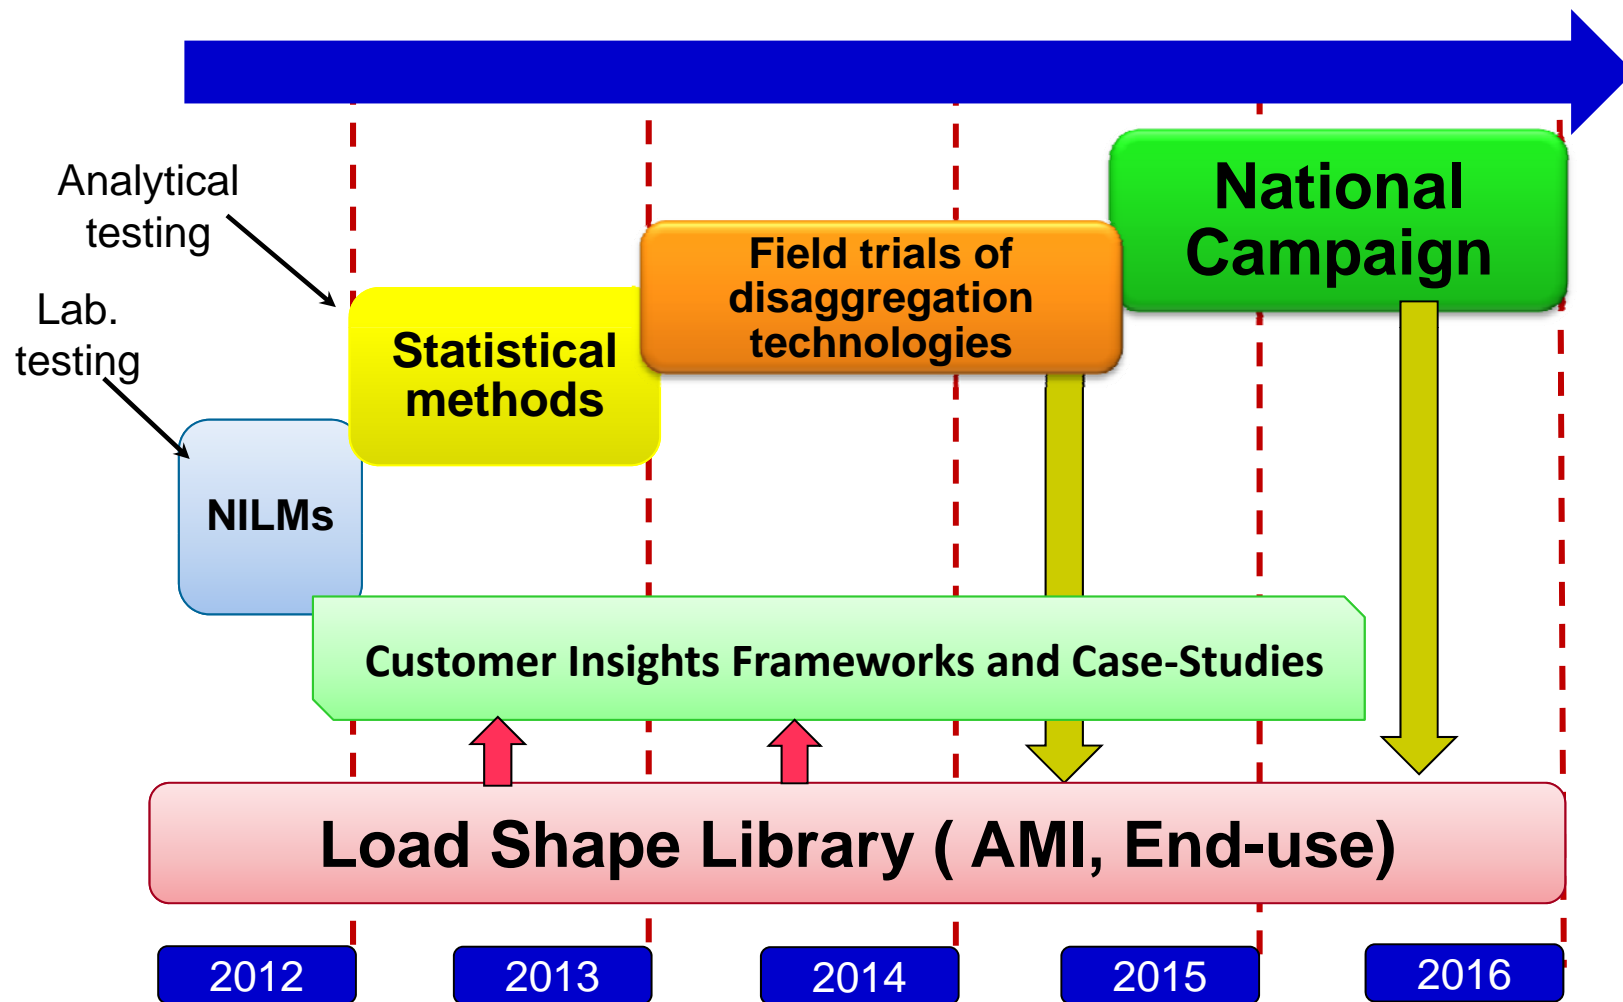 Analytical
testing
Lab.
testing
National
Campaign
Field trials of
disaggregation
technologies
Statistical
methods
NILMs
Customer Insights Frameworks and Case-Studies
Load Shape Library ( AMI, End-use)
2012
2013
2014
2015
2016